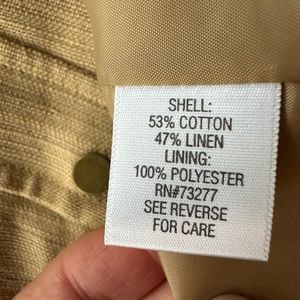 SHELL:
53% COTTON
47% LINEN
LINING:
100% POLYESTER
RN#73277
SEE REVERSE
FOR CARE